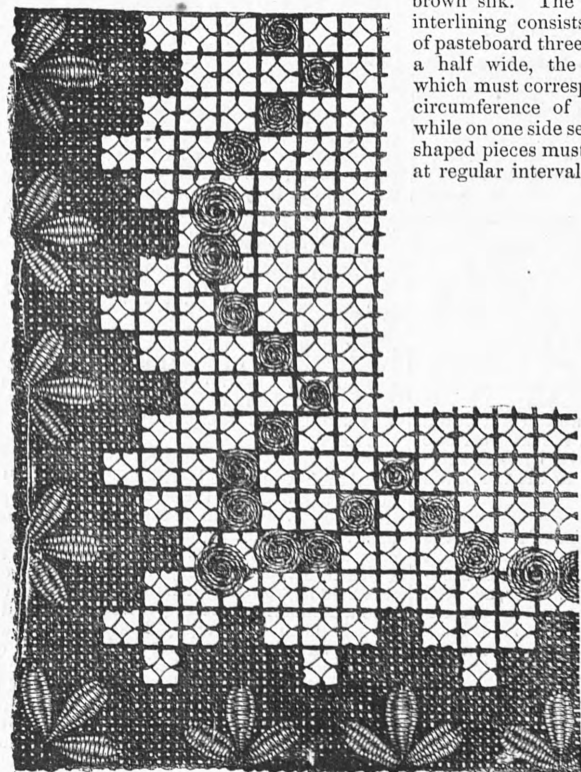 brown silk. The
interlining consists
of pasteboard three
a half wide, the
which must corresp
circumference of
while on one side se
shaped pieces must
at regular interval